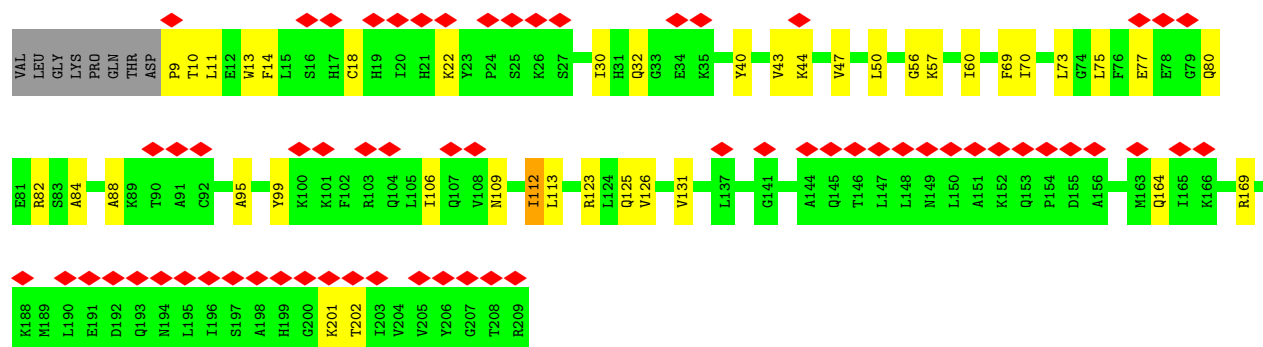 VAL LEU GLY LYS PRO GLN THR ASP P9 T10 L11 E12 W13 F14 L15 S16 H17 C18 H19 I20 H21 K22 Y23 P24 S25 K26 S27 I30 H31 Q32 G33 E34 K35 Y40 V43 K44 V47 L50 G56 K57 I60 F69 I70 L73 G74 L75 F76 E77 E78 G79 Q80
E81 R82 S83 A84 A88 K89 T90 A91 C92 A95 Y99 K100 K101 F102 R103 Q104 L105 I106 Q107 V108 N109 I112 L113 R123 L124 Q125 V126 V131 L137 G141 A144 Q145 T146 L147 L148 N149 L150 A151 K152 Q153 P154 D155 A156 M163 Q164 I165 K166 R169
K188 M189 L190 E191 D192 Q193 N194 L195 I196 S197 A198 H199 G200 K201 T202 I203 V204 V205 Y206 G207 T208 R209